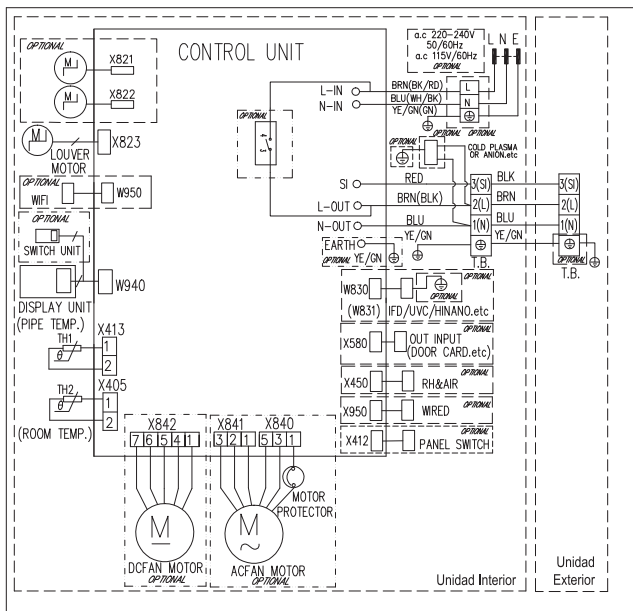 OPTIONAL
X821
X822
CONTROL UNIT
a.c 220-240V
50/60Hz
a.c 115V/60Hz
OPTIONAL
L N E
L-IN
BRN(BK/RD)
L
N-IN
BLU(WH/BK)
N
YE/GN(GN)
OPTIONAL
OPTIONAL
OPTIONAL
4 3
OPTIONAL
COLD PLASMA
OR ANION.etc
M
M
M
X823
LOUVER
MOTOR
OPTIONAL
WIFI
W950
OPTIONAL
SWITCH UNIT
W940
DISPLAY UNIT
(PIPE TEMP.)
SI
RED
3(SI)
BLK
3(SI)
L-OUT
BRN(BLK)
2(L)
BRN
2(L)
N-OUT
BLU
1(N)
BLU
1(N)
YE/GN
YE/GN
EARTH
OPTIONAL
YE/GN
T.B.
OPTIONAL
T.B.
W830
OPTIONAL
OPTIONAL
(W831)
IFD/UVC/HINANO.etc
X580
OUT INPUT
(DOOR CARD.etc)
OPTIONAL
X450
RH&AIR
OPTIONAL
X950
WIRED
OPTIONAL
X412
PANEL SWITCH
OPTIONAL
X413
TH1
θ
1
2
X405
TH2
θ
1
2
(ROOM TEMP.)
X842
7 6 5 4 1
X841
3 2 1
X840
5 3 1
MOTOR
PROTECTOR
M
M
DCFAN MOTOR
OPTIONAL
ACFAN MOTOR
OPTIONAL
Unidad Interior
Unidad
Exterior